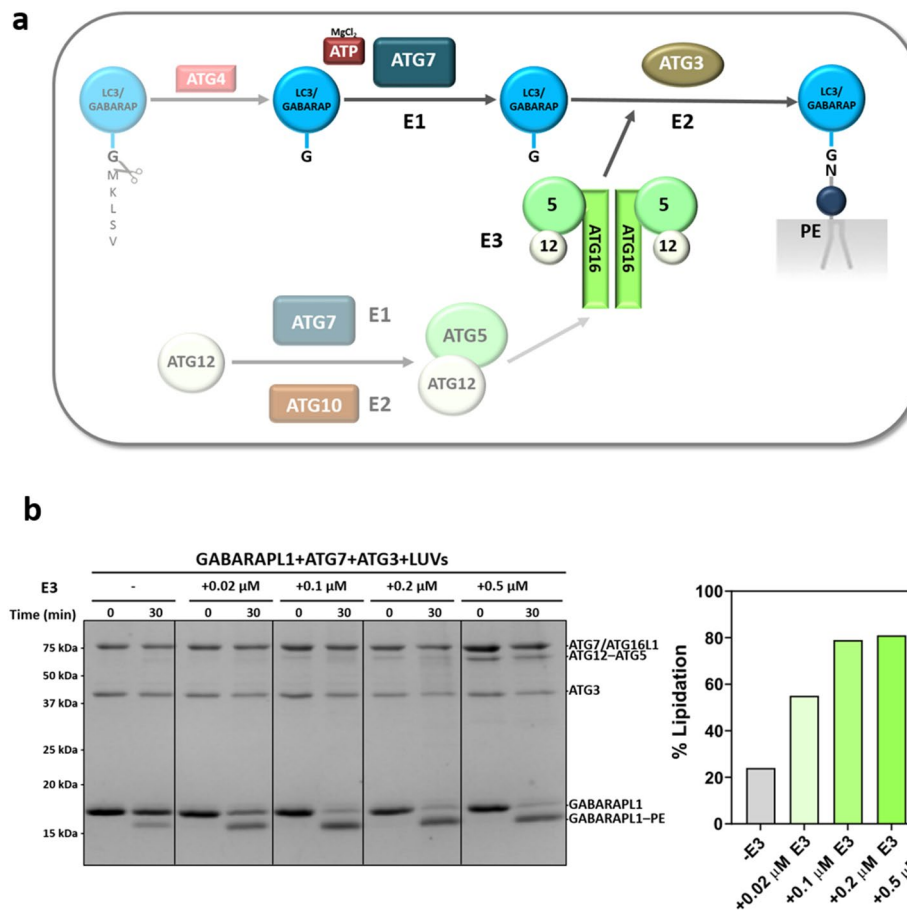 a
MgCl₂
ATP
ATG7
ATG3
LC3/
GABARAP
ATG4
LC3/
GABARAP
LC3/
GABARAP
LC3/
GABARAP
E1
E2
G
M
K
L
S
V
G
G
G
N
PE
E3
5
12
ATG16
ATG16
5
12
ATG12
ATG7
E1
ATG10
E2
ATG5
ATG12
b
GABARAPL1+ATG7+ATG3+LUVs
E3 - +0.02 μM +0.1 μM +0.2 μM +0.5 μM
Time (min) 0 30 0 30 0 30 0 30 0 30
75 kDa
50 kDa
37 kDa
25 kDa
20 kDa
15 kDa
ATG7/ATG16L1
ATG12–ATG5
ATG3
GABARAPL1
GABARAPL1–PE
% Lipidation
100
80
60
40
20
0
-E3
+0.02 μM E3
+0.1 μM E3
+0.2 μM E3
+0.5 μM